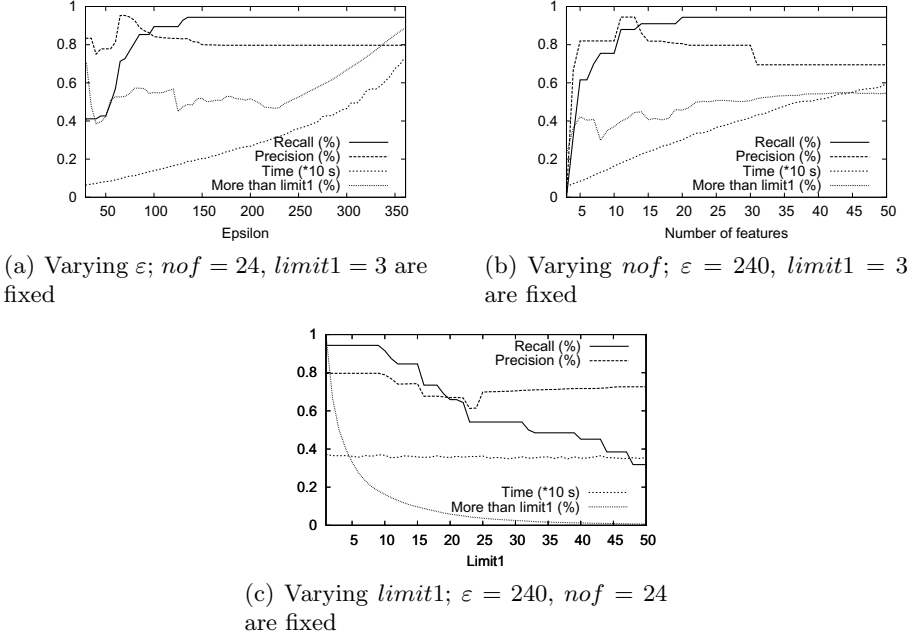 1
0.8
0.6
0.4
0.2
0
50 100 150 200 250 300 350
Epsilon
Recall (%)
Precision (%)
Time (*10 s)
More than limit1 (%)
(a) Varying ε; nof = 24, limit1 = 3 are
fixed
1
0.8
0.6
0.4
0.2
0
5 10 15 20 25 30 35 40 45 50
Number of features
Recall (%)
Precision (%)
Time (*10 s)
More than limit1 (%)
(b) Varying nof; ε = 240, limit1 = 3
are fixed
1
0.8
0.6
0.4
0.2
0
Recall (%)
Precision (%)
Time (*10 s)
More than limit1 (%)
5 10 15 20 25 30 35 40 45 50
Limit1
(c) Varying limit1; ε = 240, nof = 24
are fixed